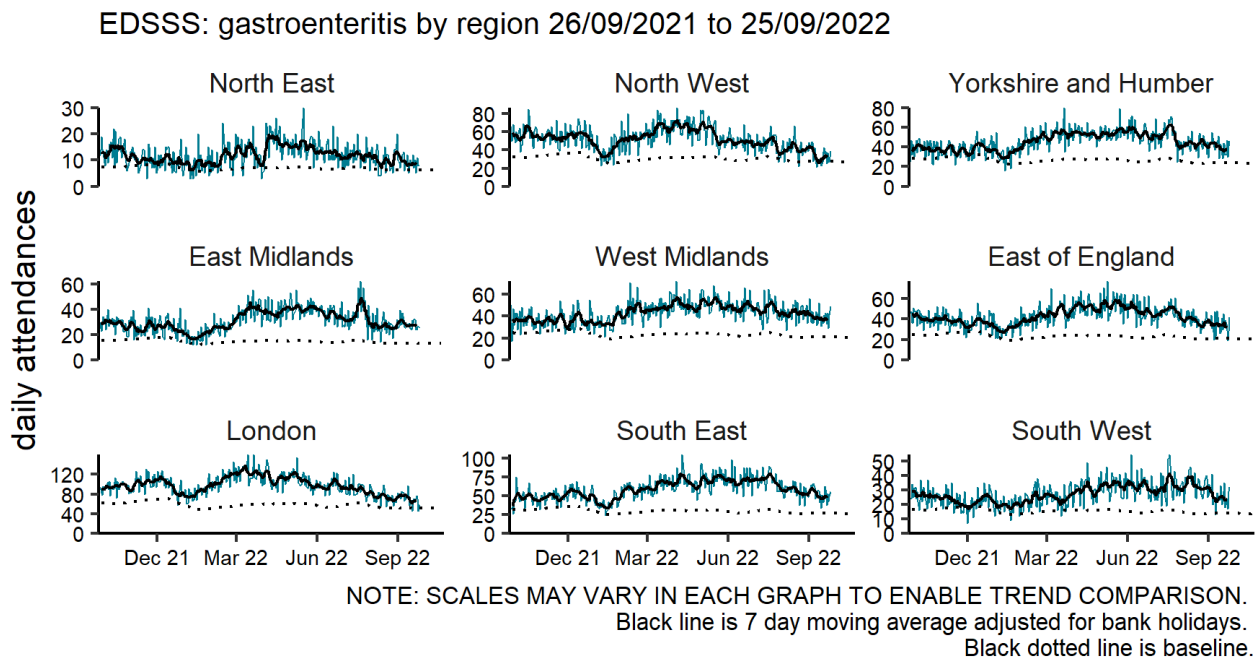 EDSSS: gastroenteritis by region 26/09/2021 to 25/09/2022
daily attendances
North East
30
20
10
0
North West
80
60
40
20
0
Yorkshire and Humber
80
60
40
20
0
East Midlands
60
40
20
0
West Midlands
60
40
20
0
East of England
60
40
20
0
London
120
80
40
0
Dec 21 Mar 22 Jun 22 Sep 22
South East
100
75
50
25
0
Dec 21 Mar 22 Jun 22 Sep 22
South West
50
40
30
20
10
0
Dec 21 Mar 22 Jun 22 Sep 22
NOTE: SCALES MAY VARY IN EACH GRAPH TO ENABLE TREND COMPARISON.
Black line is 7 day moving average adjusted for bank holidays.
Black dotted line is baseline.